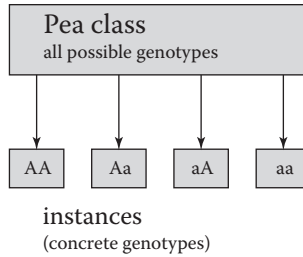 Pea class
all possible genotypes
AA Aa aA aa
instances
(concrete genotypes)